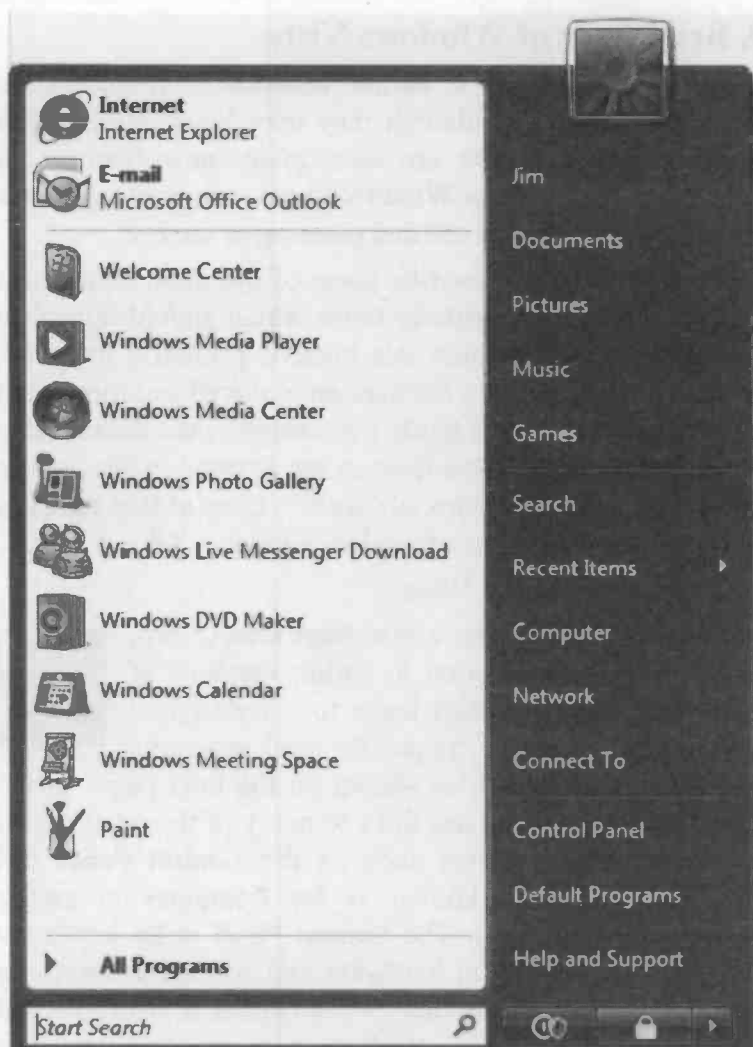 Internet
Internet Explorer
E-mail
Microsoft Office Outlook
Welcome Center
Windows Media Player
Windows Media Center
Windows Photo Gallery
Windows Live Messenger Download
Windows DVD Maker
Windows Calendar
Windows Meeting Space
Paint
All Programs
Start Search
Jim
Documents
Pictures
Music
Games
Search
Recent Items
Computer
Network
Connect To
Control Panel
Default Programs
Help and Support